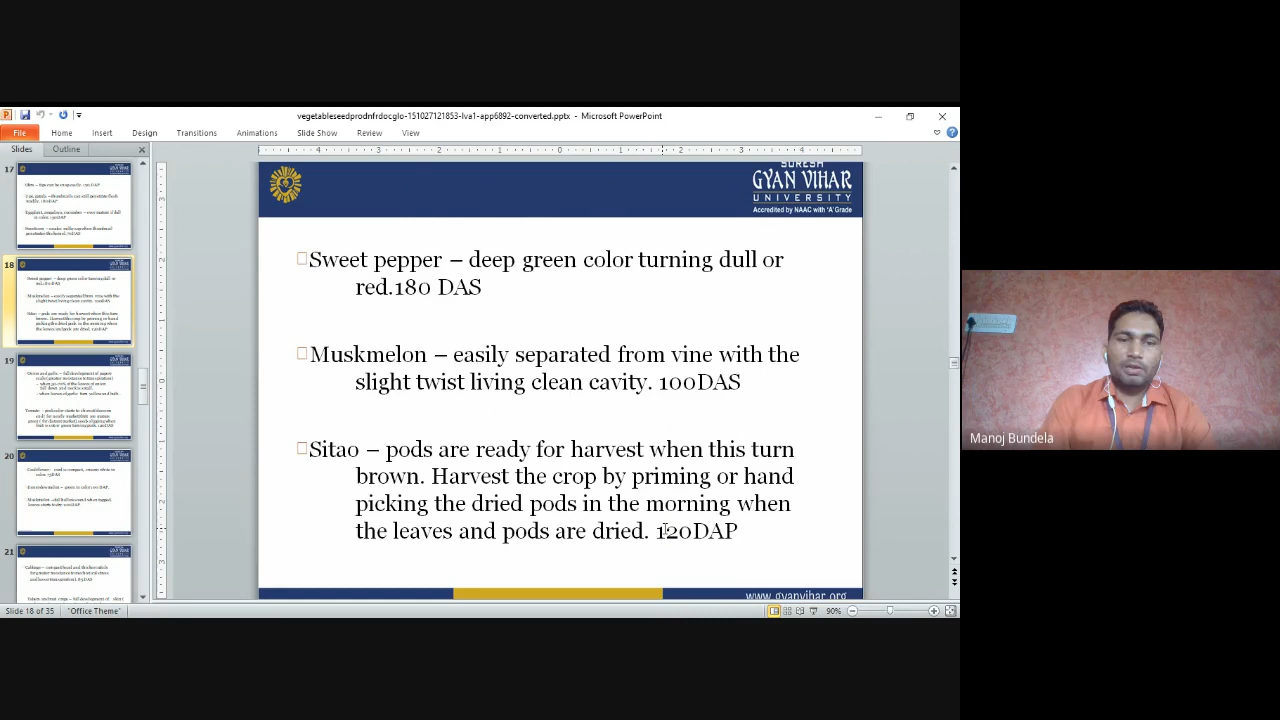 vegetableseedprodnfrdocglo-151027121853-lva1-app6892-converted.pptx - Microsoft PowerPoint
File Home Insert Design Transitions Animations Slide Show Review View
Slides Outline
17
18
19
20
21
SURESH
GYAN VIHAR
UNIVERSITY
Accredited by NAAC with 'A' Grade
Sweet pepper – deep green color turning dull or
red.180 DAS
Muskmelon – easily separated from vine with the
slight twist living clean cavity. 100DAS
Sitao – pods are ready for harvest when this turn
brown. Harvest the crop by priming or hand
picking the dried pods in the morning when
the leaves and pods are dried. 120DAP
www.gyanvihar.org
Slide 18 of 35 "Office Theme" 90%
Manoj Bundela